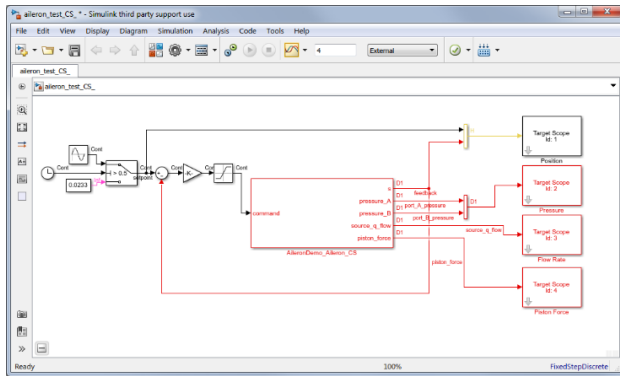 aileron_test_CS_ * - Simulink third party support use
File Edit View Display Diagram Simulation Analysis Code Tools Help
4 External
aileron_test_CS_
aileron_test_CS_
Cont Cont Cont Cont Cont
-I > 0.5
setpoint
-K-
0.0233
command
AileronDemo_Aileron_CS
s
pressure_A
pressure_B
source_q_flow
piston_force
D1
feedback
D1
port_A_pressure
D1
port_B_pressure
D1
source_q_flow
D1
piston_force
Target Scope
Id: 1
Position
Target Scope
Id: 2
Pressure
Target Scope
Id: 3
Flow Rate
Target Scope
Id: 4
Piston Force
Ready 100% FixedStepDiscrete